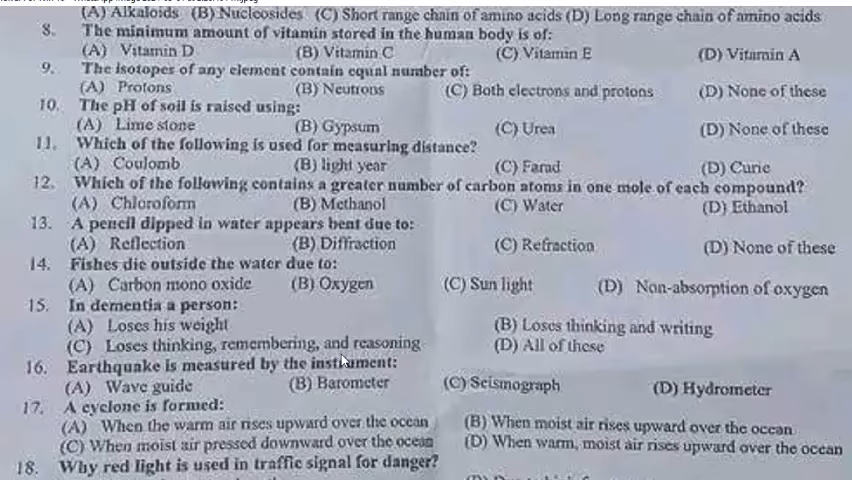 (A) Alkaloids (B) Nucleosides (C) Short range chain of amino acids (D) Long range chain of amino acids
8. The minimum amount of vitamin stored in the human body is of:
(A) Vitamin D (B) Vitamin C (C) Vitamin E (D) Vitamin A
9. The isotopes of any element contain equal number of:
(A) Protons (B) Neutrons (C) Both electrons and protons (D) None of these
10. The pH of soil is raised using:
(A) Lime stone (B) Gypsum (C) Urea (D) None of these
11. Which of the following is used for measuring distance?
(A) Coulomb (B) light year (C) Farad (D) Curie
12. Which of the following contains a greater number of carbon atoms in one mole of each compound?
(A) Chloroform (B) Methanol (C) Water (D) Ethanol
13. A pencil dipped in water appears bent due to:
(A) Reflection (B) Diffraction (C) Refraction (D) None of these
14. Fishes die outside the water due to:
(A) Carbon mono oxide (B) Oxygen (C) Sun light (D) Non-absorption of oxygen
15. In dementia a person:
(A) Loses his weight (B) Loses thinking and writing
(C) Loses thinking, remembering, and reasoning (D) All of these
16. Earthquake is measured by the instrument:
(A) Wave guide (B) Barometer (C) Seismograph (D) Hydrometer
17. A cyclone is formed:
(A) When the warm air rises upward over the ocean (B) When moist air rises upward over the ocean
(C) When moist air pressed downward over the ocean (D) When warm, moist air rises upward over the ocean
18. Why red light is used in traffic signal for danger?